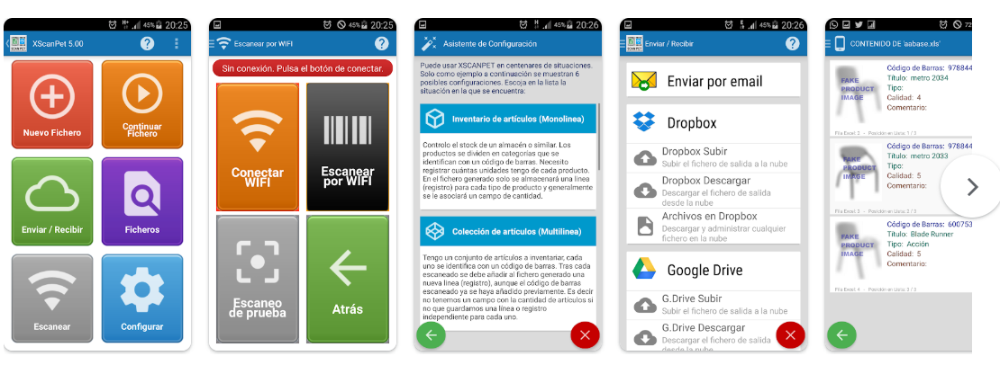 H+
45% 20:25
XScanPet 5.00
?
SCANPET
Nuevo Fichero
Continuar
Fichero
Enviar / Recibir
Ficheros
Escanear
Configurar
45% 20:25
Escanear por WIFI
?
Sin conexión. Pulsa el botón de conectar.
Conectar
WIFI
Escanear
por WIFI
Escaneo
de prueba
Atrás
H
45% 20:26
Asistente de Configuración
Puede usar XSCANPET en centenares de situaciones.
Solo como ejemplo a continuación se muestran 6
posibles configuraciones. Escoja en la lista la
situación en la que se encuentra:
Inventario de artículos (Monolinea)
Controlo el stock de un almacén o similar. Los
productos se dividen en categorías que se
identifican con un código de barras. Necesito
registrar cuántas unidades tengo de cada producto.
En el fichero generado solo se almacenará una linea
(registro) para cada tipo de producto y generalmente
se le asociará un campo de cantidad.
Colección de artículos (Multilinea)
Tengo un conjunto de artículos a inventariar, cada
uno se identifica con un código de barras. Tras cada
escaneado se debe añadir al fichero generado una
nueva linea (registro), aunque el código de barras
escaneado ya se haya añadido previamente. Es decir
no tenemos un campo con la cantidad de artículos si
no que guardamos una línea o registro
independiente para cada uno.
E
45% 20:26
SCANPET
Enviar / Recibir
?
Enviar por email
Dropbox
Dropbox Subir
Subir el fichero de salida a la nube
Dropbox Descargar
Descargar el fichero de salida
desde la nube
Archivos en Dropbox
Descargar y administrar cualquier
fichero en la nube
Google Drive
G.Drive Subir
Subir el fichero de salida a la nube
G.Drive Descargar
Descargar el fichero de salida
desde la nube
72
CONTENIDO DE 'aabase.xls'
FAKE
PRODUCT
IMAGE
Código de Barras: 978844
Título: metro 2034
Tipo:
Calidad: 4
Comentario:
Fila Excel: 2 - Posición en Lista: 1 / 3
FAKE
PRODUCT
IMAGE
Código de Barras: 978844
Título: metro 2033
Tipo:
Calidad: 5
Comentario:
Fila Excel: 3 - Posición en Lista: 2 / 3
FAKE
PRODUCT
IMAGE
Código de Barras: 600753
Título: Blade Runner
Tipo: Acción
Calidad: 5
Comentario:
Fila Excel: 4 - Posición en Lista: 3 / 3